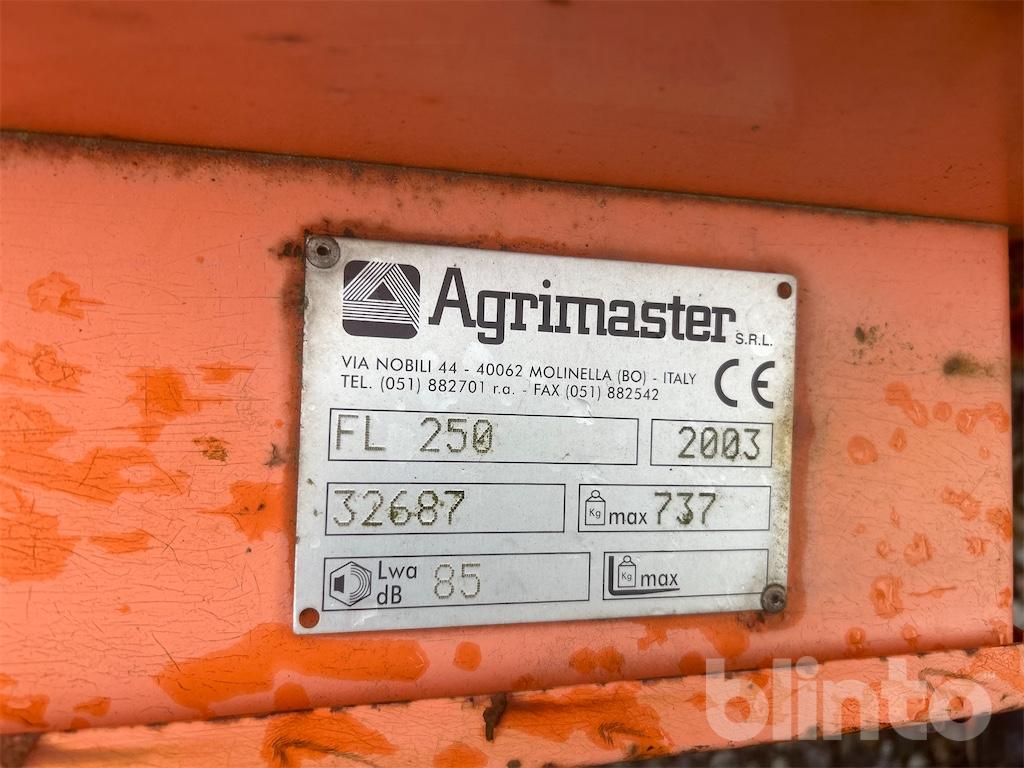 Agrimaster S.R.L.
VIA NOBILI 44 - 40062 MOLINELLA (BO) - ITALY
TEL. (051) 882701 r.a. - FAX (051) 882542
CE
FL 250
2003
32687
Kg max 737
Lwa dB 85
Kg max
blinto